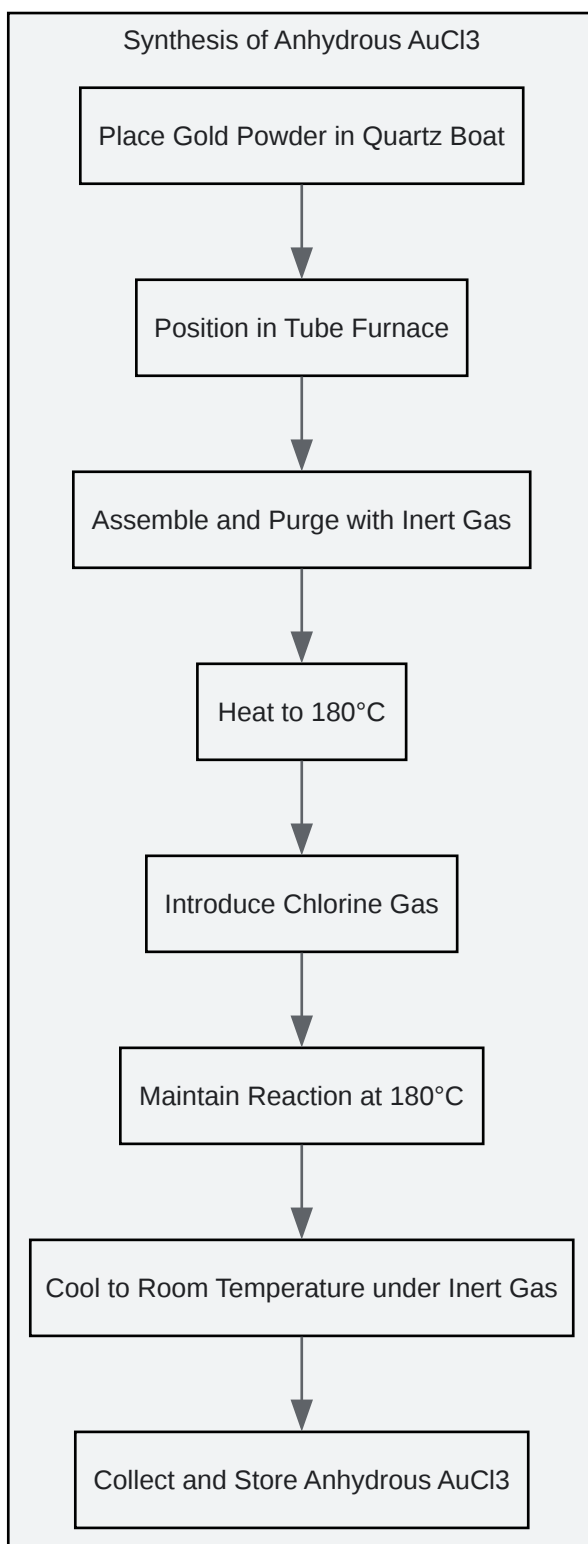 Synthesis of Anhydrous AuCl3
Place Gold Powder in Quartz Boat
Position in Tube Furnace
Assemble and Purge with Inert Gas
Heat to 180°C
Introduce Chlorine Gas
Maintain Reaction at 180°C
Cool to Room Temperature under Inert Gas
Collect and Store Anhydrous AuCl3